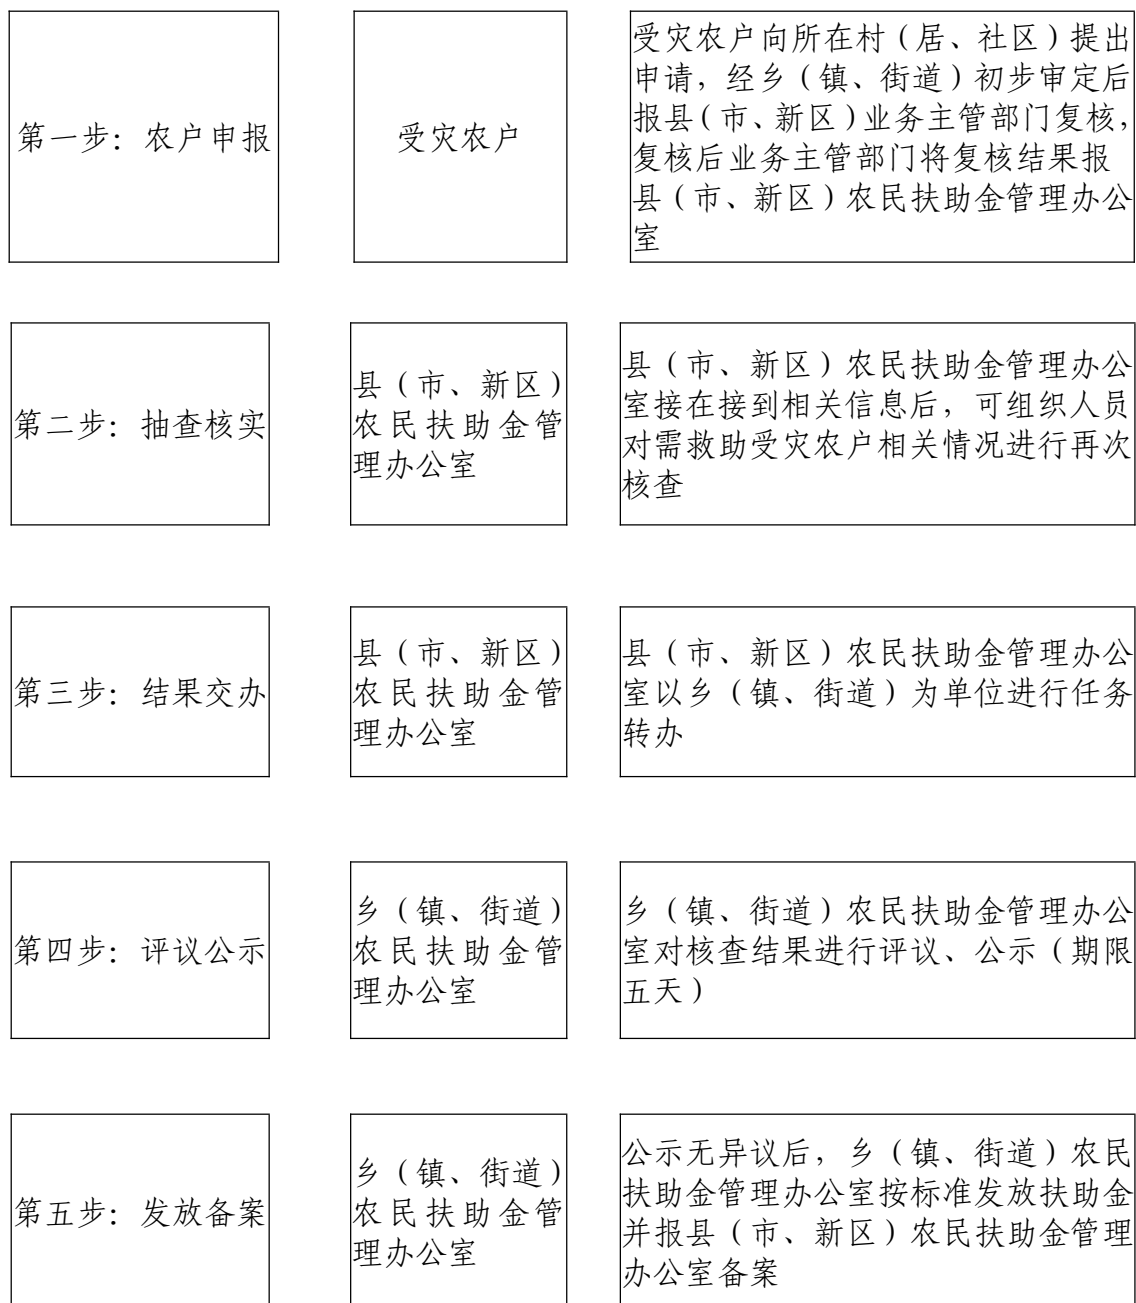 第一步：农户申报
受灾农户
受灾农户向所在村（居、社区）提出
申请，经乡（镇、街道）初步审定后
报县（市、新区）业务主管部门复核，
复核后业务主管部门将复核结果报
县（市、新区）农民扶助金管理办公
室
第二步：抽查核实
县（市、新区）
农民扶助金管
理办公室
县（市、新区）农民扶助金管理办公
室接在接到相关信息后，可组织人员
对需救助受灾农户相关情况进行再次
核查
第三步：结果交办
县（市、新区）
农民扶助金管
理办公室
县（市、新区）农民扶助金管理办公
室以乡（镇、街道）为单位进行任务
转办
第四步：评议公示
乡（镇、街道）
农民扶助金管
理办公室
乡（镇、街道）农民扶助金管理办公
室对核查结果进行评议、公示（期限
五天）
第五步：发放备案
乡（镇、街道）
农民扶助金管
理办公室
公示无异议后，乡（镇、街道）农民
扶助金管理办公室按标准发放扶助金
并报县（市、新区）农民扶助金管理
办公室备案